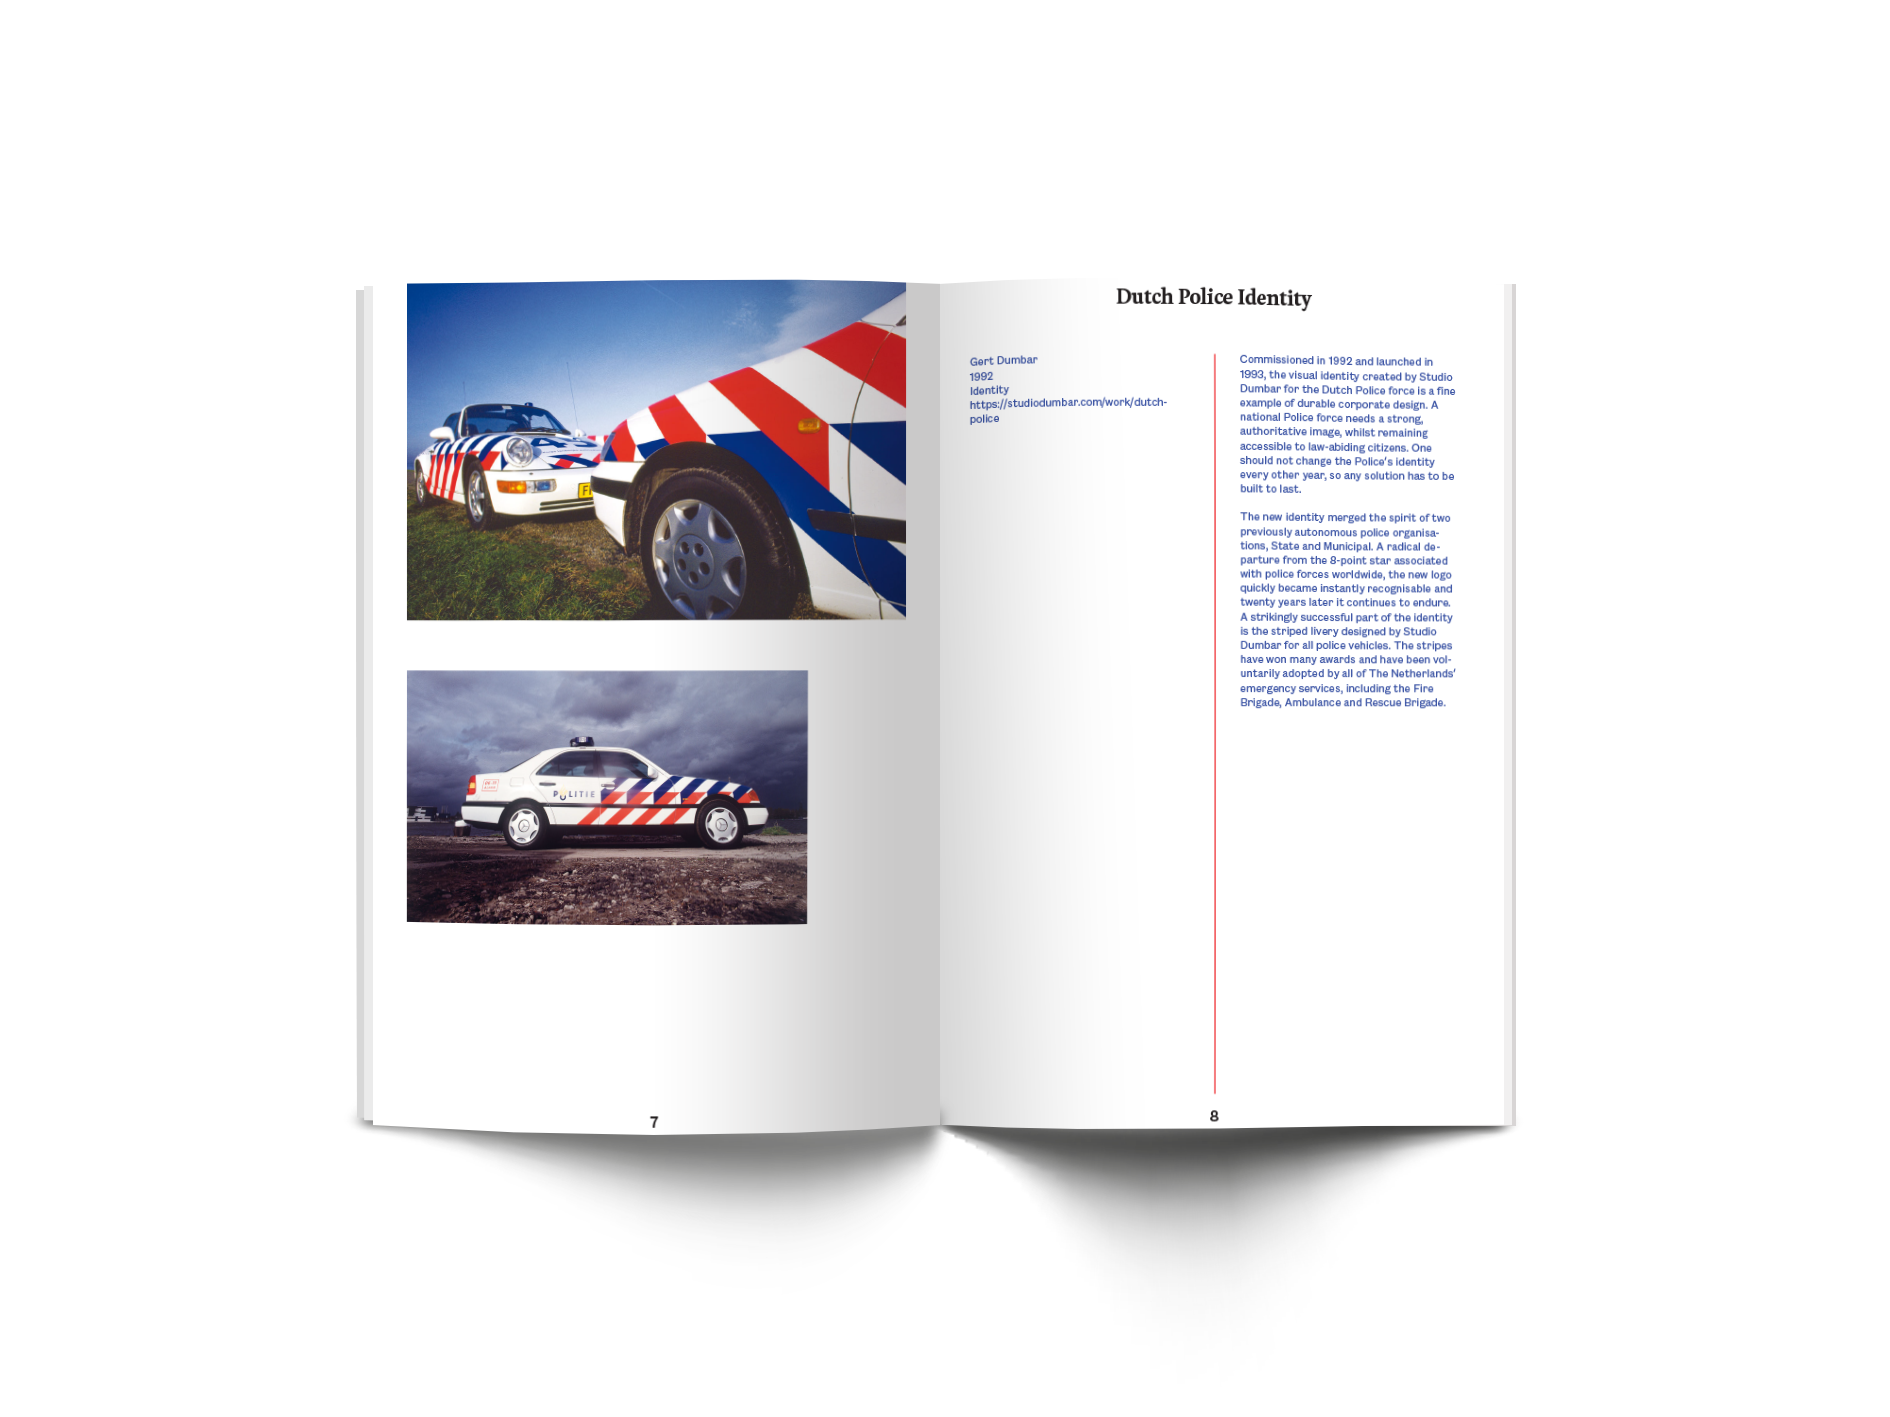 POLITIE
7
Dutch Police Identity
Gert Dumbar
1992
Identity
https://studiodumbar.com/work/dutch-
police
Commissioned in 1992 and launched in
1993, the visual identity created by Studio
Dumbar for the Dutch Police force is a fine
example of durable corporate design. A
national Police force needs a strong,
authoritative image, whilst remaining
accessible to law-abiding citizens. One
should not change the Police's identity
every other year, so any solution has to be
built to last.
The new identity merged the spirit of two
previously autonomous police organisa-
tions, State and Municipal. A radical de-
parture from the 8-point star associated
with police forces worldwide, the new logo
quickly became instantly recognisable and
twenty years later it continues to endure.
A strikingly successful part of the identity
is the striped livery designed by Studio
Dumbar for all police vehicles. The stripes
have won many awards and have been vol-
untarily adopted by all of The Netherlands'
emergency services, including the Fire
Brigade, Ambulance and Rescue Brigade.
8